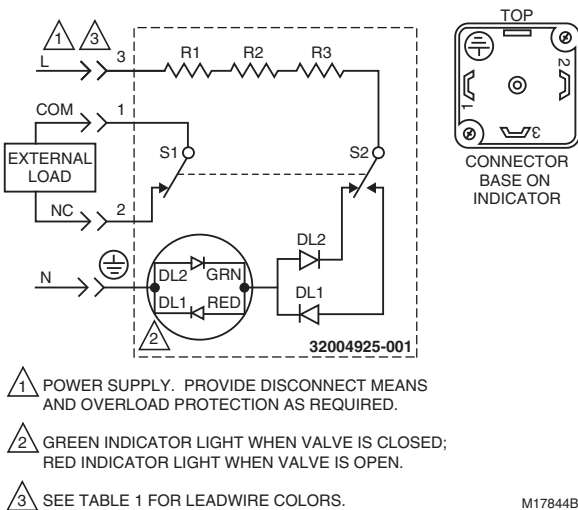 1 3
L 3 R1 R2 R3
COM 1
EXTERNAL
LOAD
S1 S2
NC 2
DL2
N DL2 GRN
DL1 RED DL1
2
32004925-001
TOP
1 2
3
CONNECTOR
BASE ON
INDICATOR
1 POWER SUPPLY. PROVIDE DISCONNECT MEANS
AND OVERLOAD PROTECTION AS REQUIRED.
2 GREEN INDICATOR LIGHT WHEN VALVE IS CLOSED;
RED INDICATOR LIGHT WHEN VALVE IS OPEN.
3 SEE TABLE 1 FOR LEADWIRE COLORS.
M17844B